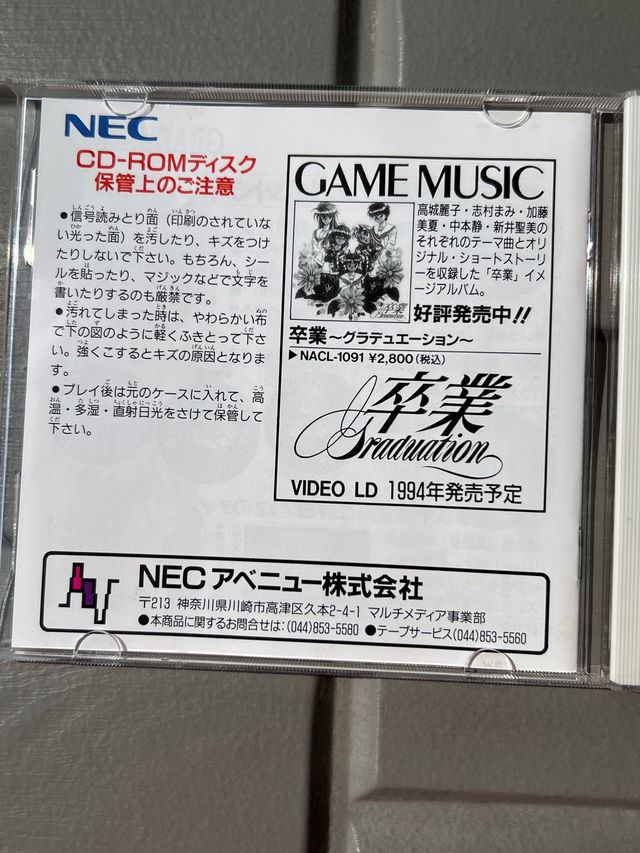 NEC
CD-ROMディスク
保管上のご注意
●信号読みとり面（印刷のされていな
い光った面）を汚したり、キズをつけ
たりしないで下さい。もちろん、シー
ルを貼ったり、マジックなどで文字を
書いたりするのも厳禁です。
●汚れてしまった時は、やわらかい布
で下の図のように軽くふきとって下さ
い。強くこするとキズの原因となりま
す。
●プレイ後は元のケースに入れて、高
温・多湿・直射日光をさけて保管して
下さい。
GAME MUSIC
高城麗子・志村まみ・加藤
美夏・中本静・新井聖美の
それぞれのテーマ曲とオリ
ジナル・ショートストーリ
ーを収録した「卒業」イメ
ージアルバム。
好評発売中!!
卒業〜グラデュエーション〜
▶NACL-1091 ¥2,800(税込)
卒業
Graduation
VIDEO LD 1994年発売予定
NECアベニュー株式会社
〒213 神奈川県川崎市高津区久本2-4-1 マルチメディア事業部
●本商品に関するお問合せは:(044)853-5580 ●テープサービス(044)853-5560